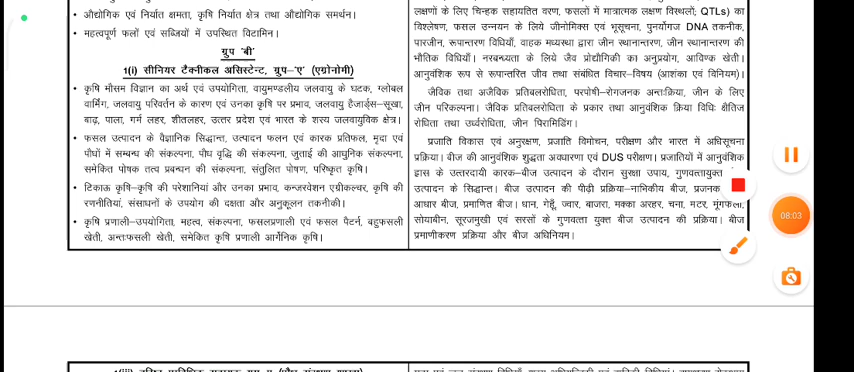 • औद्योगिक एवं निर्यात क्षमता, कृषि निर्यात क्षेत्र तथा औद्योगिक समर्थन।
• महत्वपूर्ण फलों एवं सब्जियों में उपस्थित विटामिन।
ग्रुप 'बी'
1(i) सीनियर टैक्नीकल असिस्टेन्ट, ग्रुप–'ए' (एग्रोनोमी)
• कृषि मौसम विज्ञान का अर्थ एवं उपयोगिता, वायुमण्डलीय जलवायु के घटक, ग्लोबल
वार्मिंग, जलवायु परिवर्तन के कारण एवं उनका कृषि पर प्रभाव, जलवायु हैजार्ड्स–सूखा,
बाढ़, पाला, गर्म लहर, शीतलहर, उत्तर प्रदेश एवं भारत के शस्य जलवायुविक क्षेत्र।
• फसल उत्पादन के वैज्ञानिक सिद्धान्त, उत्पादन फलन एवं कारक प्रतिफल, मृदा एवं
पौधों में सम्बन्ध की संकल्पना, पौध वृद्धि की संकल्पना, जुताई की आधुनिक संकल्पना,
समेकित पोषक तत्व प्रबन्धन की संकल्पना, संतुलित पोषण, परिष्कृत कृषि।
• टिकाऊ कृषि–कृषि की परेशानियां और उनका प्रभाव, कन्जरवेशन एग्रीकल्चर, कृषि की
रणनीतियां, संसाधनों के उपयोग की दक्षता और अनुकूलन तकनीकी।
• कृषि प्रणाली–उपयोगिता, महत्व, संकल्पना, फसलप्रणाली एवं फसल पैटर्न, बहुफसली
खेती, अन्तःफसली खेती, समेकित कृषि प्रणाली आर्गेनिक कृषि।
लक्षणों के लिए चिन्हक सहायतित वरण, फसलों में मात्रात्मक लक्षण विस्थलों; QTLs) का
विश्लेषण, फसल उन्नयन के लिये जीनोमिक्स एवं भूसूचना, पुनर्योगज DNA तकनीक,
पारजीन, रूपान्तरण विधियाँ, वाहक मध्यस्था द्वारा जीन स्थानान्तरण, जीन स्थानान्तरण की
भौतिक विधियाँ। नरबन्ध्यता के लिये जैव प्रोद्यौगिकी का अनुप्रयोग, आविण्क खेती।
आनुवंशिक रूप से रूपान्तरित जीव तथा संबंधित विचार–विषय (आशंका एवं विनियम)।
जैविक तथा अजैविक प्रतिबलरोधिता, परपोषी–रोगजनक अन्तःक्रिया, जीन के लिए
जीन परिकल्पना। जैविक प्रतिबलरोधिता के प्रकार तथा आनुवंशिक क्रिया विधिः क्षैतिज
रोधिता तथा उर्ध्वरोधिता, जीन पिरामिडिंग।
प्रजाति विकास एवं अनुरक्षण, प्रजाति विमोचन, परीक्षण और भारत में अधिसूचना
प्रक्रिया। बीज की आनुवंशिक शुद्धता अवधारणा एवं DUS परीक्षण। प्रजातियों में आनुवंशिक
ह्रास के उत्तरदायी कारक–बीज उत्पादन के दौरान सुरक्षा उपाय, गुणवत्तायुक्त
उत्पादन के सिद्धान्त। बीज उत्पादन की पीढ़ी प्रक्रिया–नाभिकीय बीज, प्रजनक
आधार बीज, प्रमाणित बीज। धान, गेहूँ, ज्वार, बाजरा, मक्का अरहर, चना, मटर, मूंगफली,
सोयाबीन, सूरजमुखी एवं सरसों के गुणवत्ता युक्त बीज उत्पादन की प्रक्रिया। बीज
प्रमाणीकरण प्रक्रिया और बीज अधिनियम।
08:03